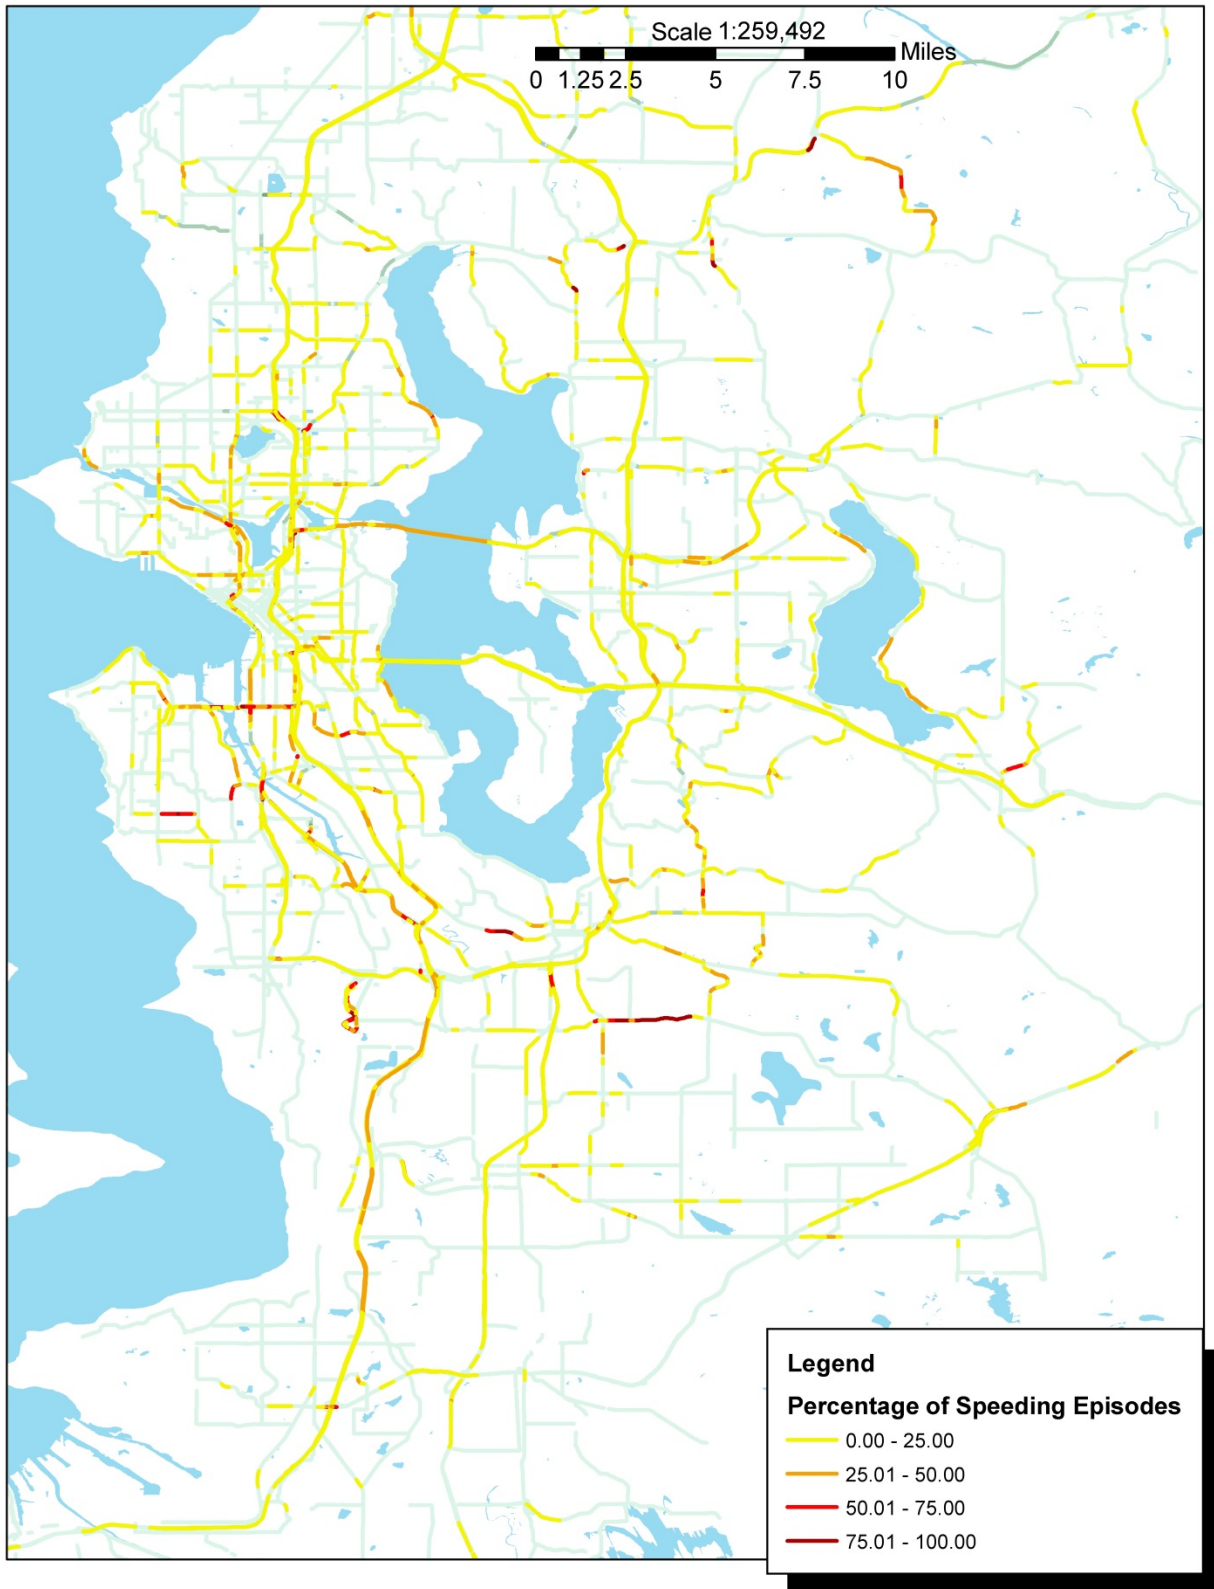 Scale 1:259,492
Miles
0 1.25 2.5 5 7.5 10
Legend
Percentage of Speeding Episodes
0.00 - 25.00
25.01 - 50.00
50.01 - 75.00
75.01 - 100.00